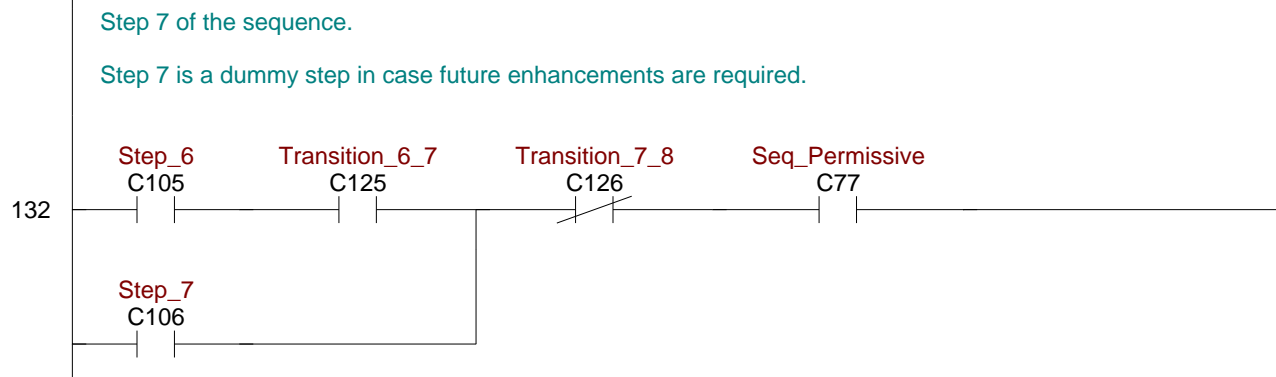 Step 7 of the sequence.
Step 7 is a dummy step in case future enhancements are required.
Step_6 Transition_6_7 Transition_7_8 Seq_Permissive
C105 C125 C126 C77
132
Step_7
C106